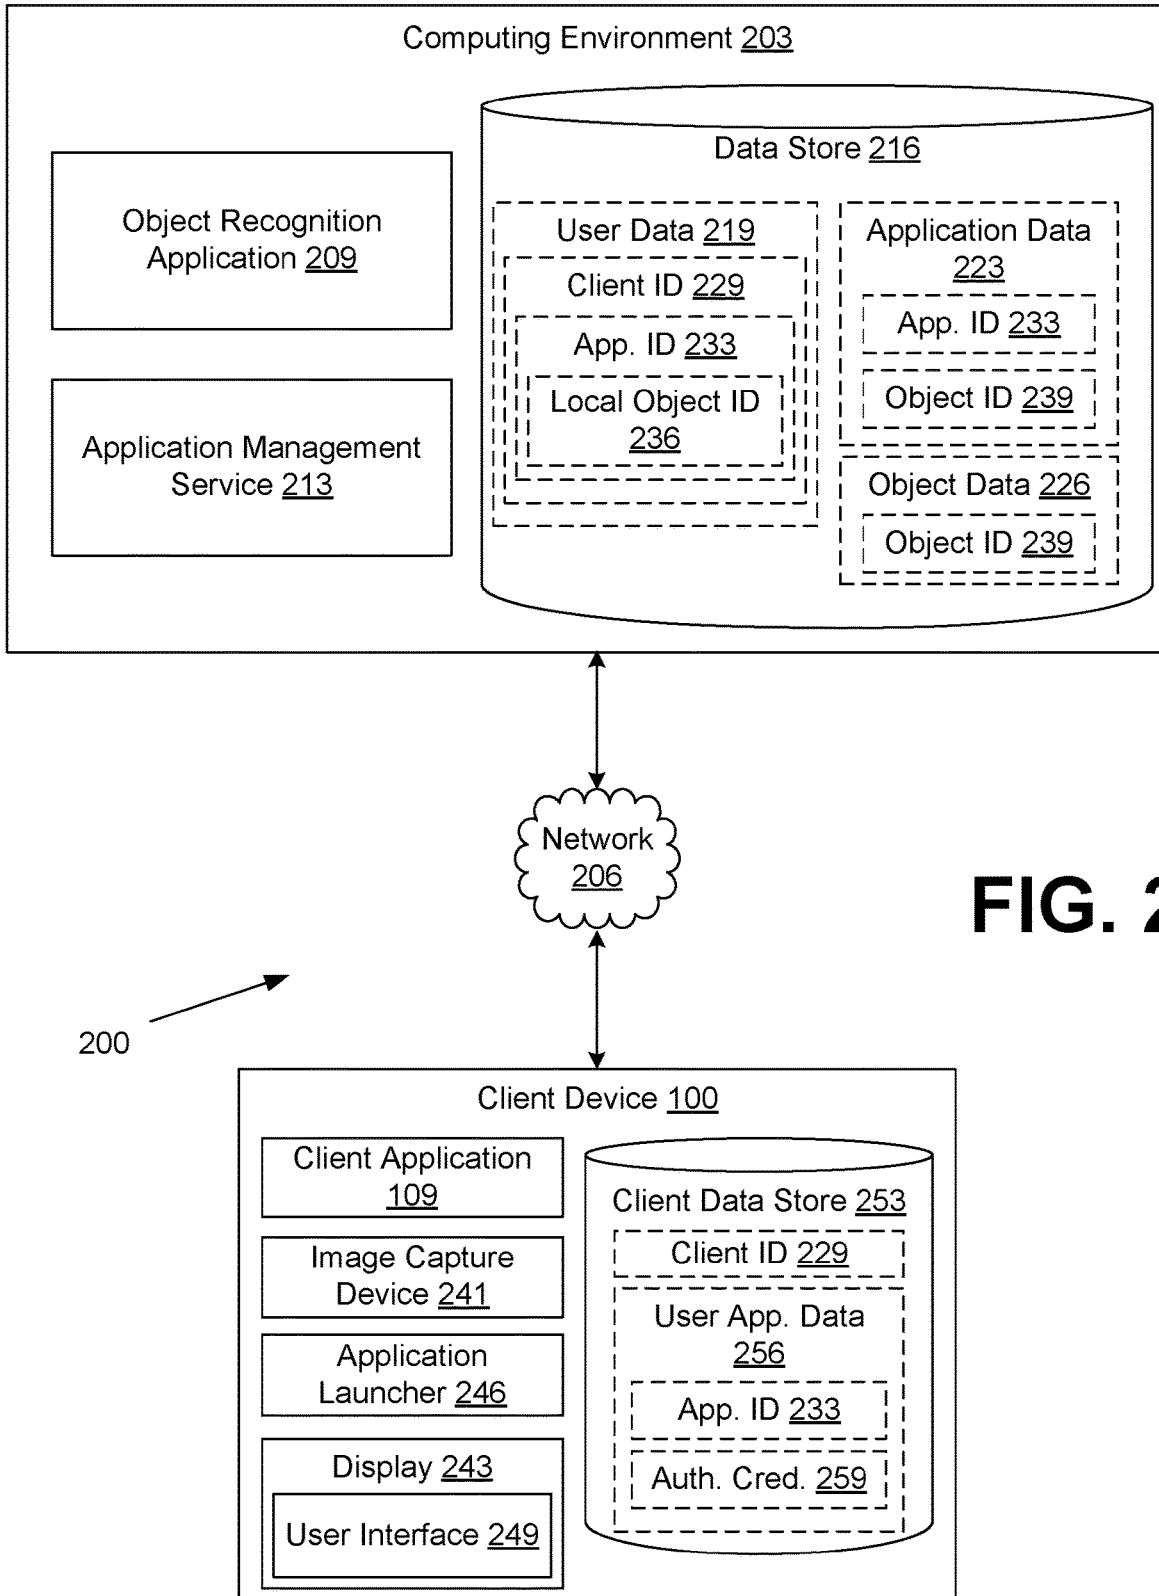 Computing Environment 203
Data Store 216
Object Recognition
Application 209
Application Management
Service 213
User Data 219
Client ID 229
App. ID 233
Local Object ID
236
Application Data
223
App. ID 233
Object ID 239
Object Data 226
Object ID 239
Network
206
FIG. 2
200
Client Device 100
Client Application
109
Image Capture
Device 241
Application
Launcher 246
Display 243
User Interface 249
Client Data Store 253
Client ID 229
User App. Data
256
App. ID 233
Auth. Cred. 259